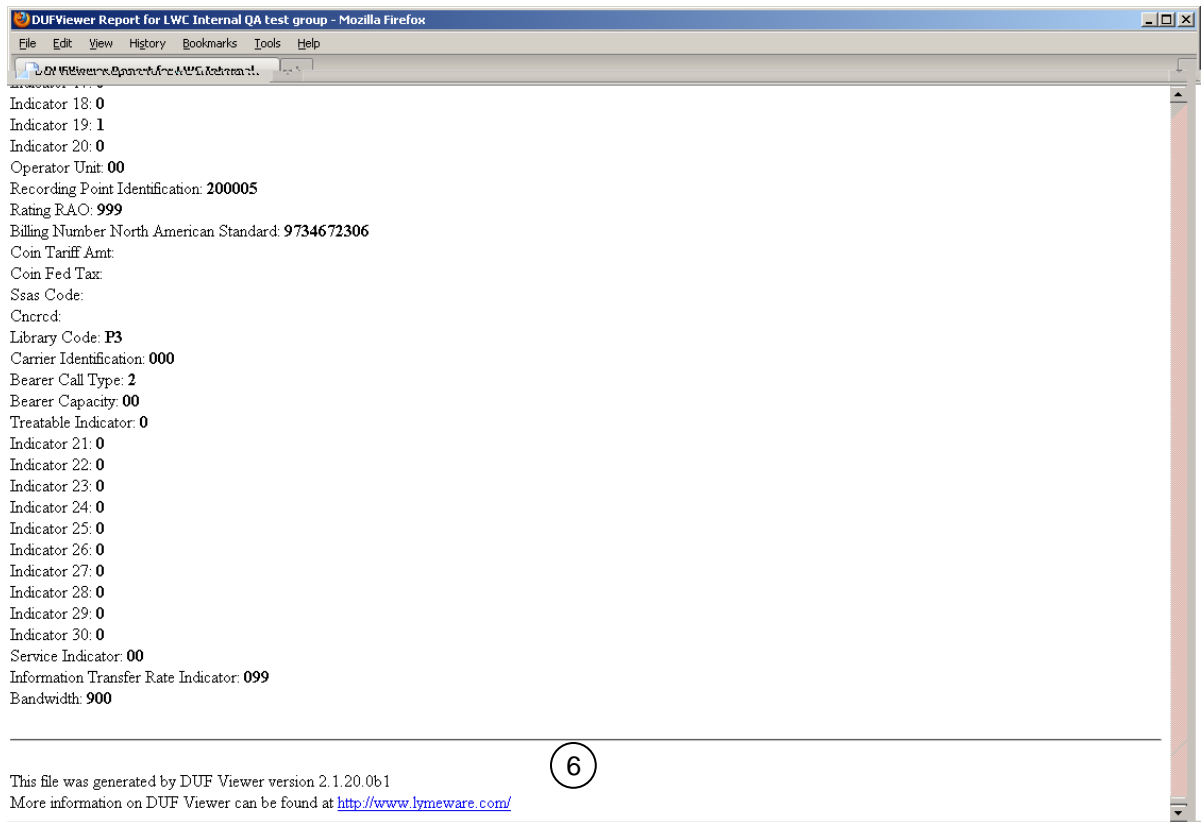 DUFViewer Report for LWC Internal QA test group - Mozilla Firefox
File Edit View History Bookmarks Tools Help
Indicator 18: 0
Indicator 19: 1
Indicator 20: 0
Operator Unit: 00
Recording Point Identification: 200005
Rating RAO: 999
Billing Number North American Standard: 9734672306
Coin Tariff Amt:
Coin Fed Tax:
Ssas Code:
Cncrcd:
Library Code: P3
Carrier Identification: 000
Bearer Call Type: 2
Bearer Capacity: 00
Treatable Indicator: 0
Indicator 21: 0
Indicator 22: 0
Indicator 23: 0
Indicator 24: 0
Indicator 25: 0
Indicator 26: 0
Indicator 27: 0
Indicator 28: 0
Indicator 29: 0
Indicator 30: 0
Service Indicator: 00
Information Transfer Rate Indicator: 099
Bandwidth: 900
6
This file was generated by DUF Viewer version 2.1.20.0b1
More information on DUF Viewer can be found at http://www.lymeware.com/